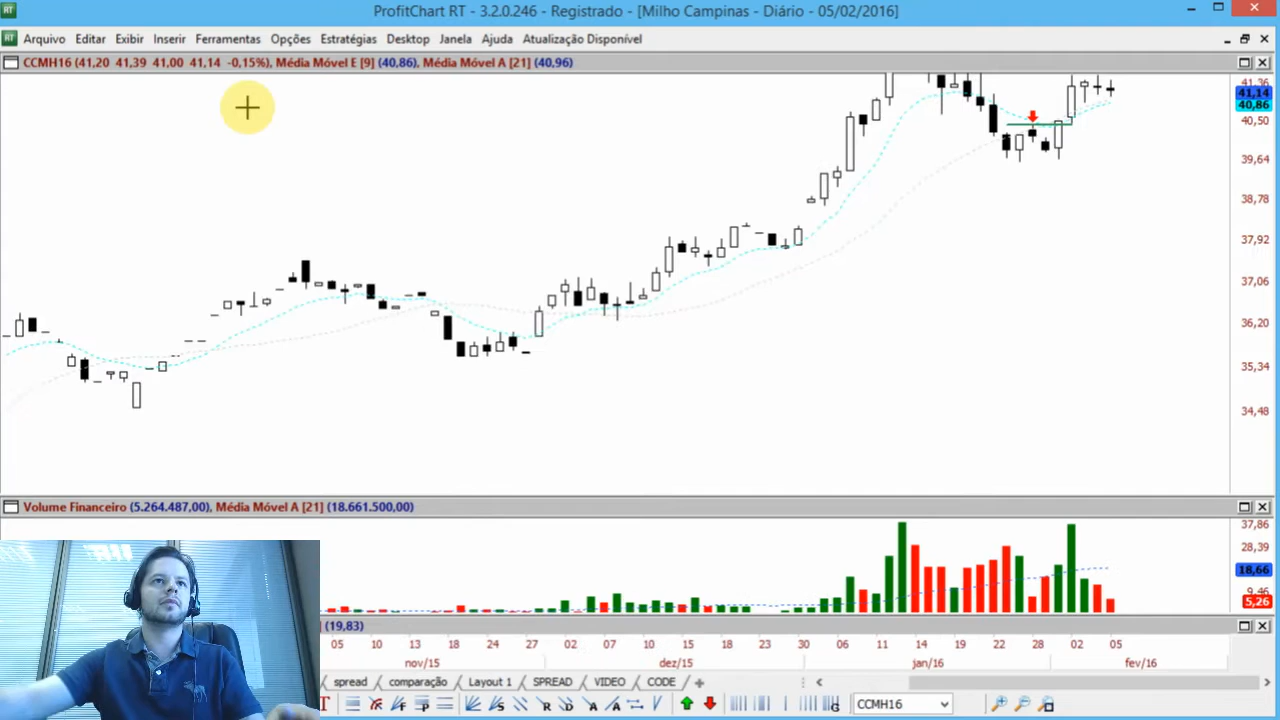 ProfitChart RT - 3.2.0.246 - Registrado - [Milho Campinas - Diário - 05/02/2016]
RT
RT Arquivo Editar Exibir Inserir Ferramentas Opções Estratégias Desktop Janela Ajuda Atualização Disponível
CCMH16 (41,20 41,39 41,00 41,14 -0,15%), Média Móvel E [9] (40,86), Média Móvel A [21] (40,96)
41,36
41,14
40,86
40,50
39,64
38,78
37,92
37,06
36,20
35,34
34,48
Volume Financeiro (5.264.487,00), Média Móvel A [21] (18.661.500,00)
37,86
28,39
18,66
9,46
5,26
(19,83)
05 10 13 18 24 27 02 07 10 15 18 23 30 06 11 14 19 22 28 02 05
nov/15 dez/15 jan/16 fev/16
spread comparação Layout 1 SPREAD VIDEO CODE
CCMH16